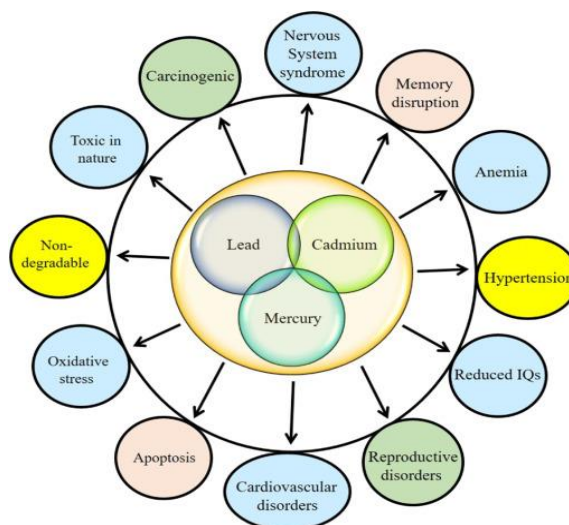 Nervous
System
syndrome
Carcinogenic
Memory
disruption
Toxic in
nature
Anemia
Lead
Cadmium
Non-
degradable
Hypertension
Mercury
Oxidative
stress
Reduced IQs
Apoptosis
Reproductive
disorders
Cardiovascular
disorders